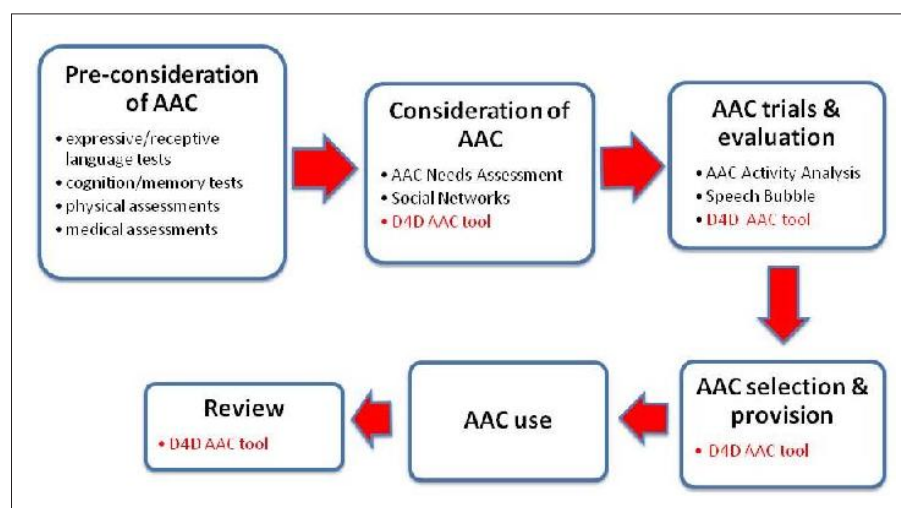 Pre-consideration
of AAC
• expressive/receptive
language tests
• cognition/memory tests
• physical assessments
• medical assessments
Consideration of
AAC
• AAC Needs Assessment
• Social Networks
• D4D AAC tool
AAC trials &
evaluation
• AAC Activity Analysis
• Speech Bubble
• D4D AAC tool
AAC selection &
provision
• D4D AAC tool
AAC use
Review
• D4D AAC tool